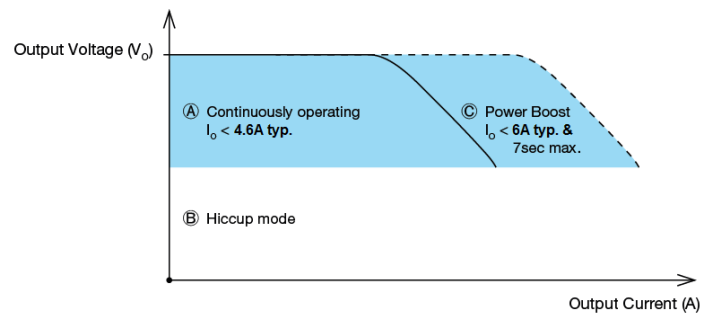 Output Voltage (Vo)
Ⓐ Continuously operating
Io < 4.6A typ.
Ⓒ Power Boost
Io < 6A typ. &
7sec max.
Ⓑ Hiccup mode
Output Current (A)